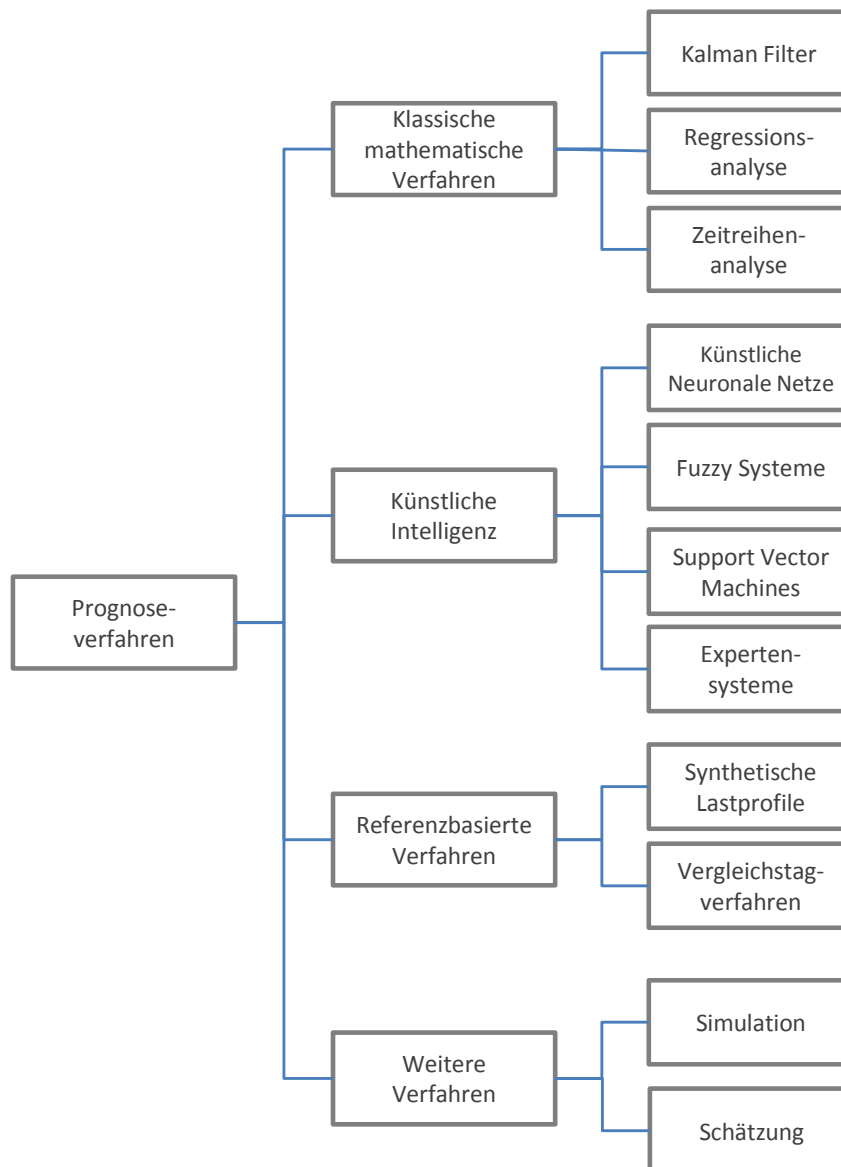 Prognose-
verfahren
Klassische
mathematische
Verfahren
Kalman Filter
Regressions-
analyse
Zeitreihen-
analyse
Künstliche
Intelligenz
Künstliche
Neuronale Netze
Fuzzy Systeme
Support Vector
Machines
Experten-
systeme
Referenzbasierte
Verfahren
Synthetische
Lastprofile
Vergleichstag-
verfahren
Weitere
Verfahren
Simulation
Schätzung